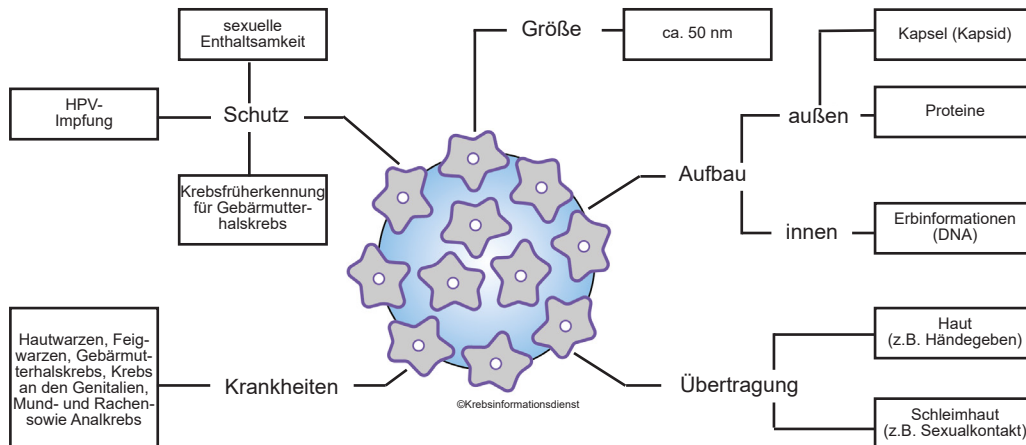 sexuelle
Enthaltsamkeit
HPV-
Impfung
Schutz
Krebsfrüherkennung
für Gebärmutter-
halskrebs
Größe
ca. 50 nm
Aufbau
außen
Kapsel (Kapsid)
Proteine
innen
Erbinformationen
(DNA)
Hautwarzen, Feig-
warzen, Gebärmut-
terhalskrebs, Krebs
an den Genitalien,
Mund- und Rachen-
sowie Analkrebs
Krankheiten
©Krebsinformationsdienst
Übertragung
Haut
(z.B. Händegeben)
Schleimhaut
(z.B. Sexualkontakt)